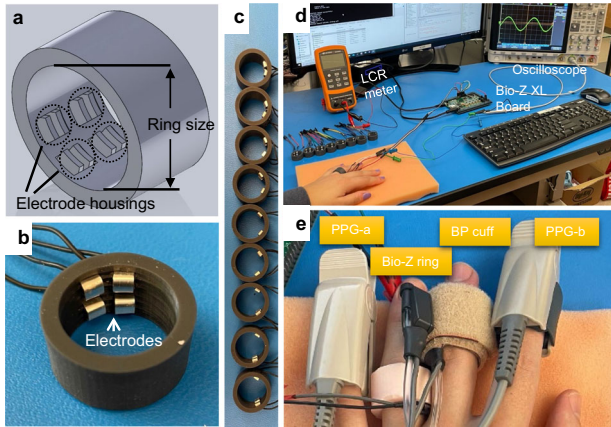 a
Ring size
Electrode housings
b
Electrodes
c
d
LCR
meter
Oscilloscope
Bio-Z XL
Board
e
PPG-a
BP cuff
PPG-b
Bio-Z ring